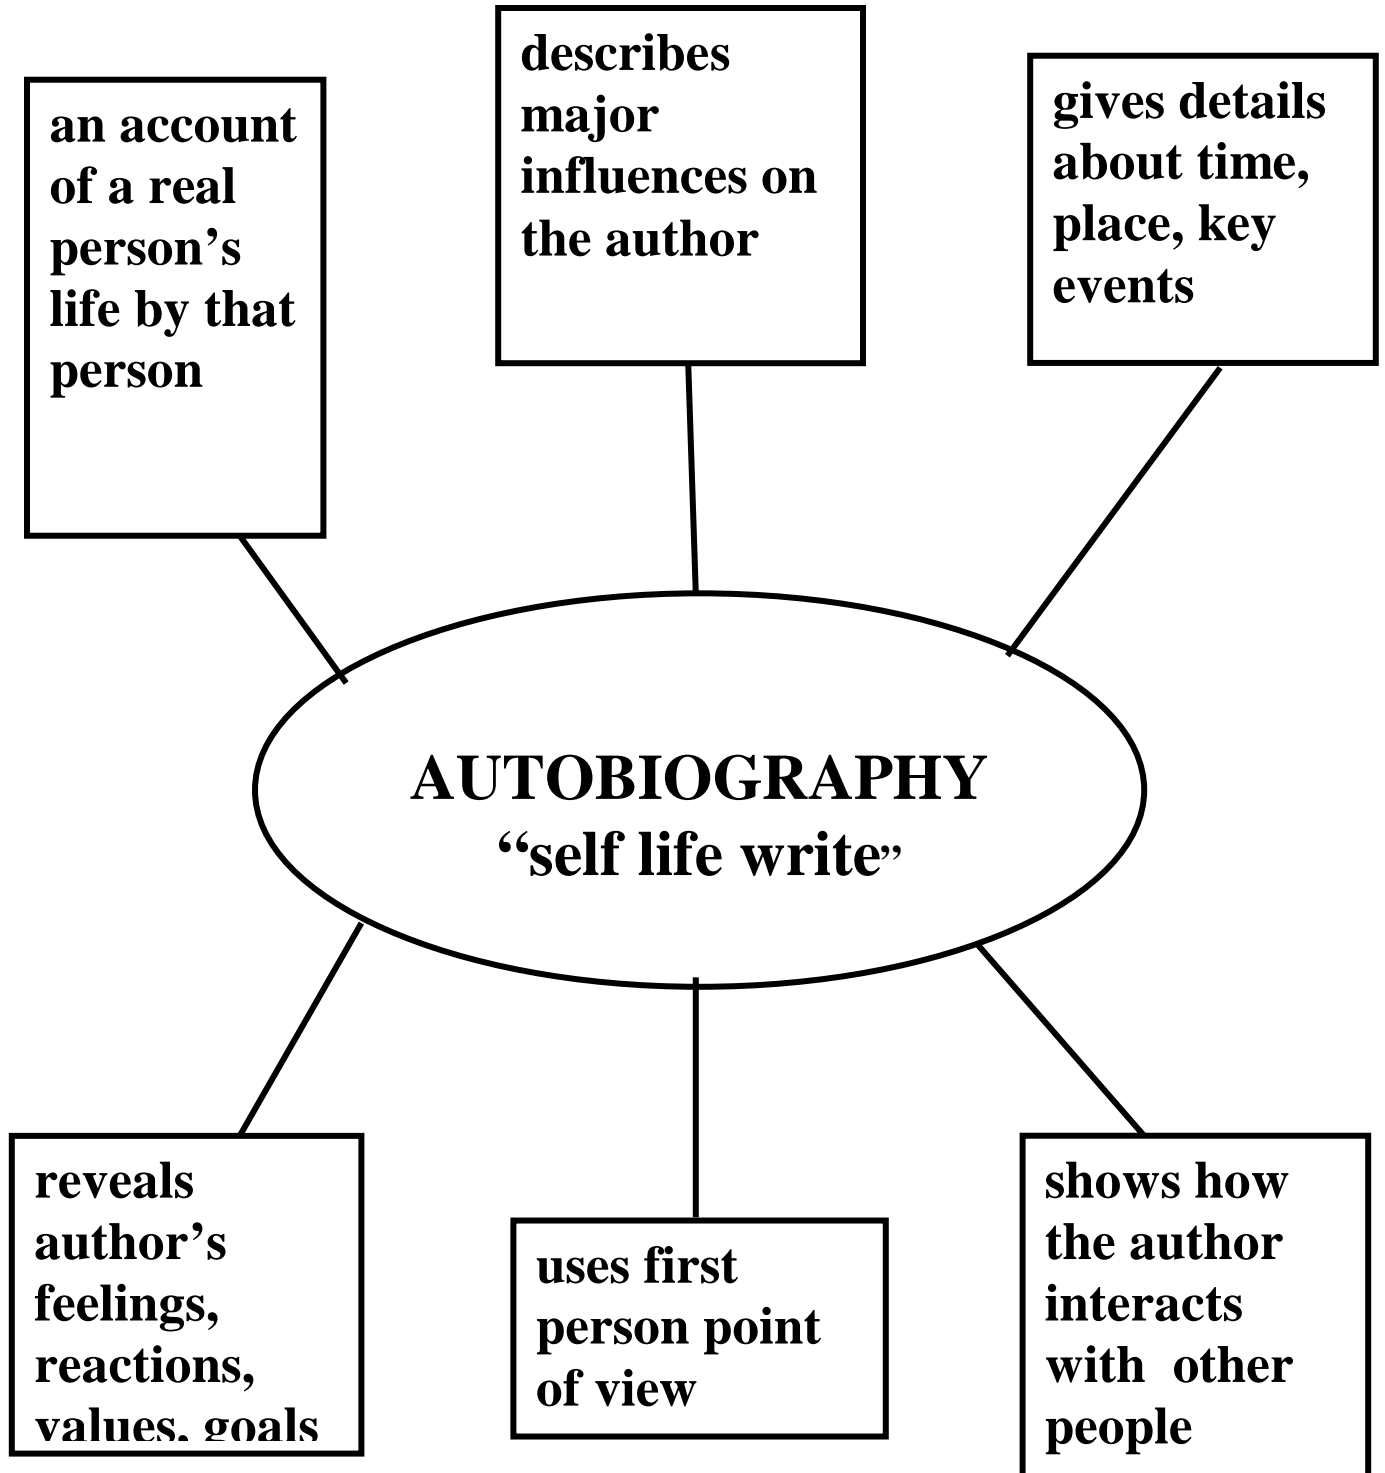 an account
of a real
person’s
life by that
person
describes
major
influences on
the author
gives details
about time,
place, key
events
AUTOBIOGRAPHY
“self life write”
reveals
author’s
feelings,
reactions,
values, goals
uses first
person point
of view
shows how
the author
interacts
with  other
people